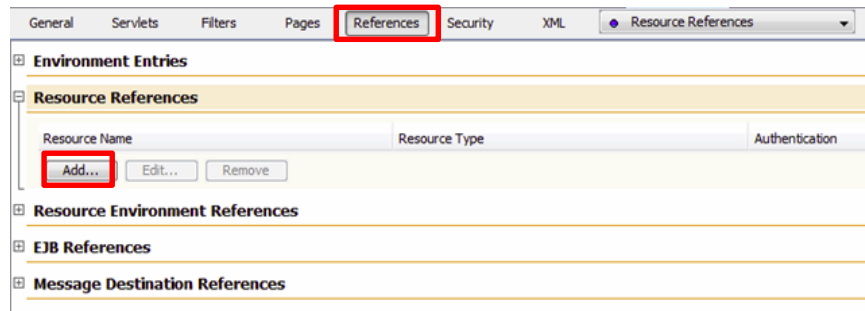 General Servlets Filters Pages References Security XML Resource References
Environment Entries
Resource References
Resource Name Resource Type Authentication
Add... Edit... Remove
Resource Environment References
EJB References
Message Destination References